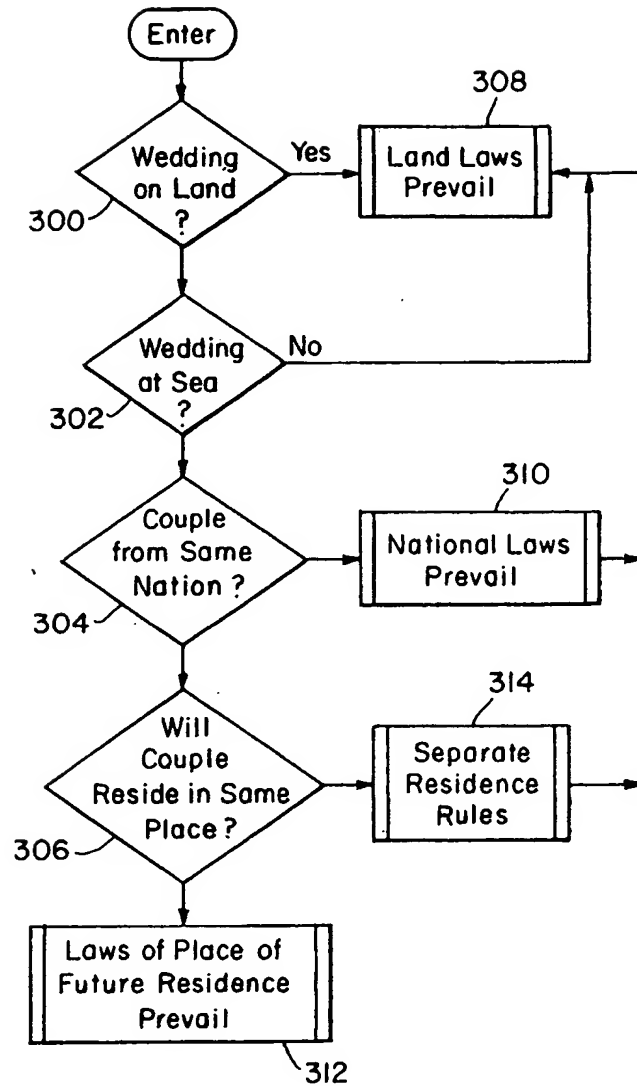 Enter
Wedding
on Land
?
300
Yes
308
Land Laws
Prevail
Wedding
at Sea
?
302
No
Couple
from Same
Nation?
304
310
National Laws
Prevail
Will
Couple
Reside in Same
Place?
306
314
Separate
Residence
Rules
Laws of Place of
Future Residence
Prevail
312